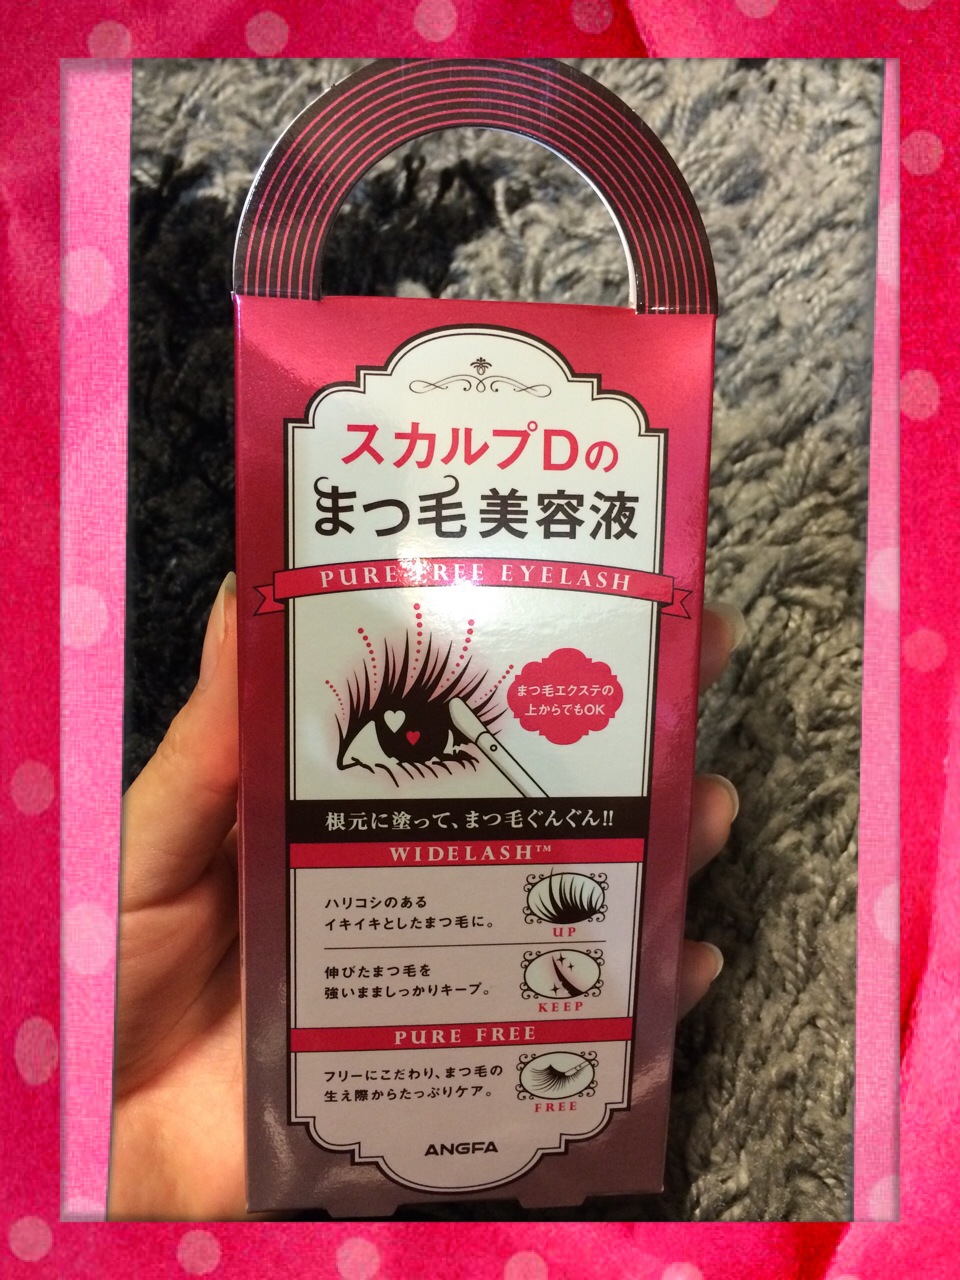 スカルプDの
まつ毛美容液
PURE FREE EYELASH
まつ毛エクステの
上からでもOK
根元に塗って、まつ毛ぐんぐん!!
WIDELASH™
ハリコシのある
イキイキとしたまつ毛に。
UP
伸びたまつ毛を
強いまましっかりキープ。
KEEP
PURE FREE
フリーにこだわり、まつ毛の
生え際からたっぷりケア。
FREE
ANGFA